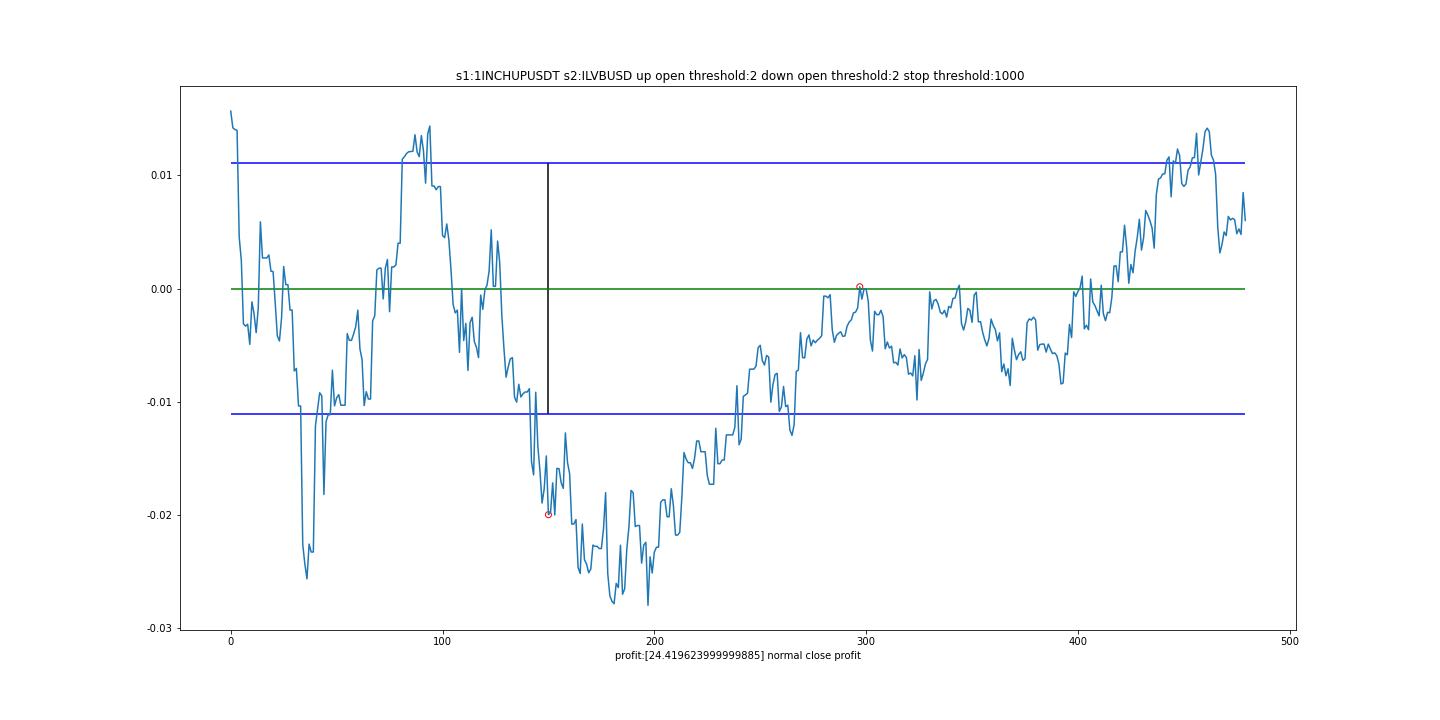 s1:1INCHUPUSDT s2:ILVBUSD up open threshold:2 down open threshold:2 stop threshold:1000
0.01
0.00
-0.01
-0.02
-0.03
0 100 200 300 400 500
profit:[24.419623999999885] normal close profit